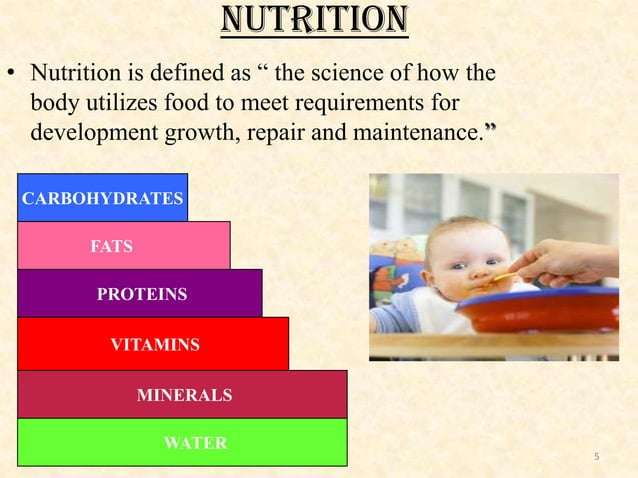 NUTRITION
• Nutrition is defined as “ the science of how the
body utilizes food to meet requirements for
development growth, repair and maintenance.”
CARBOHYDRATES
FATS
PROTEINS
VITAMINS
MINERALS
WATER
5